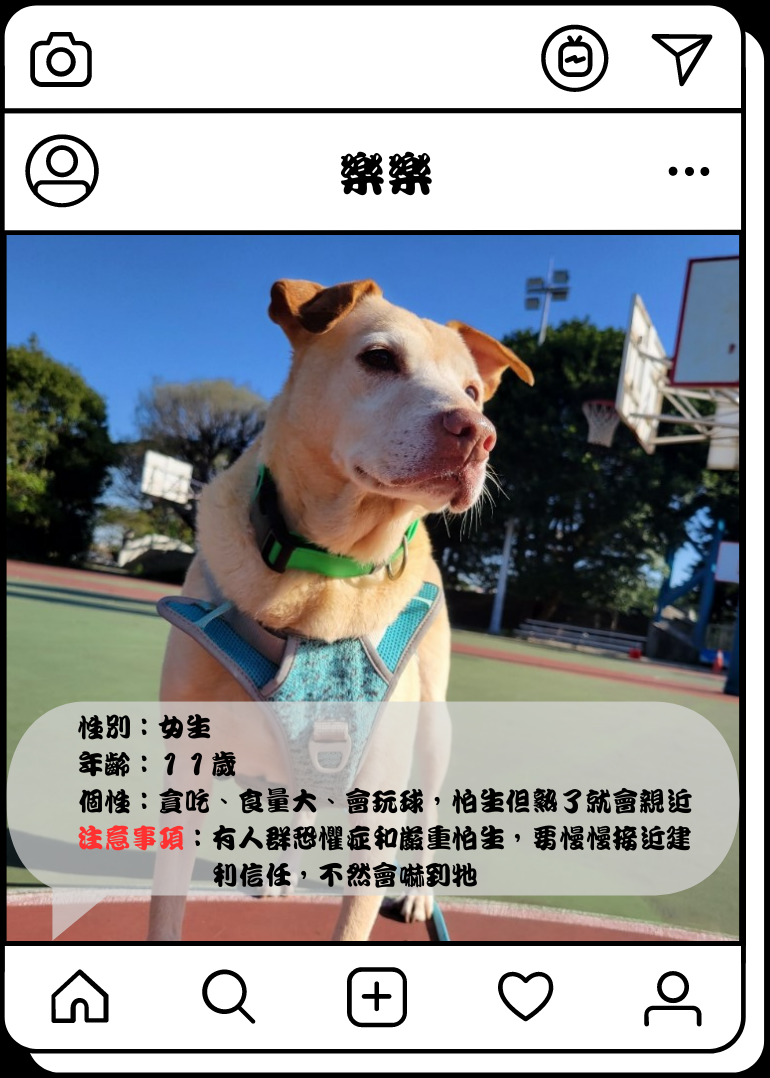 樂樂
性別：女生
年齡：11歲
個性：貪吃、食量大、會玩球，怕生但熟了就會親近
注意事項：有人群恐懼症和嚴重怕生，要慢慢接近建
利信任，不然會嚇到牠